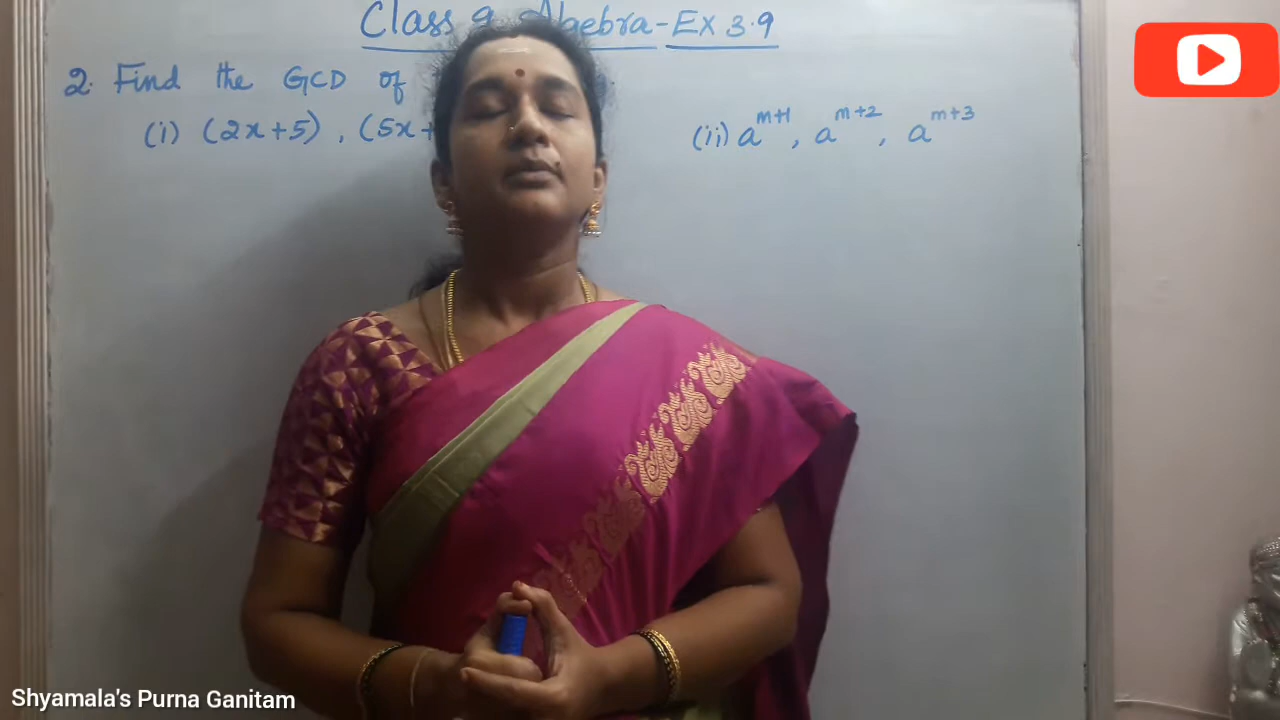 Class 9 Algebra - Ex 3.9
2. Find the GCD of
(i) (2x+5) , (5x+ (ii) a^{m+1} , a^{m+2} , a^{m+3}
Shyamala's Purna Ganitam